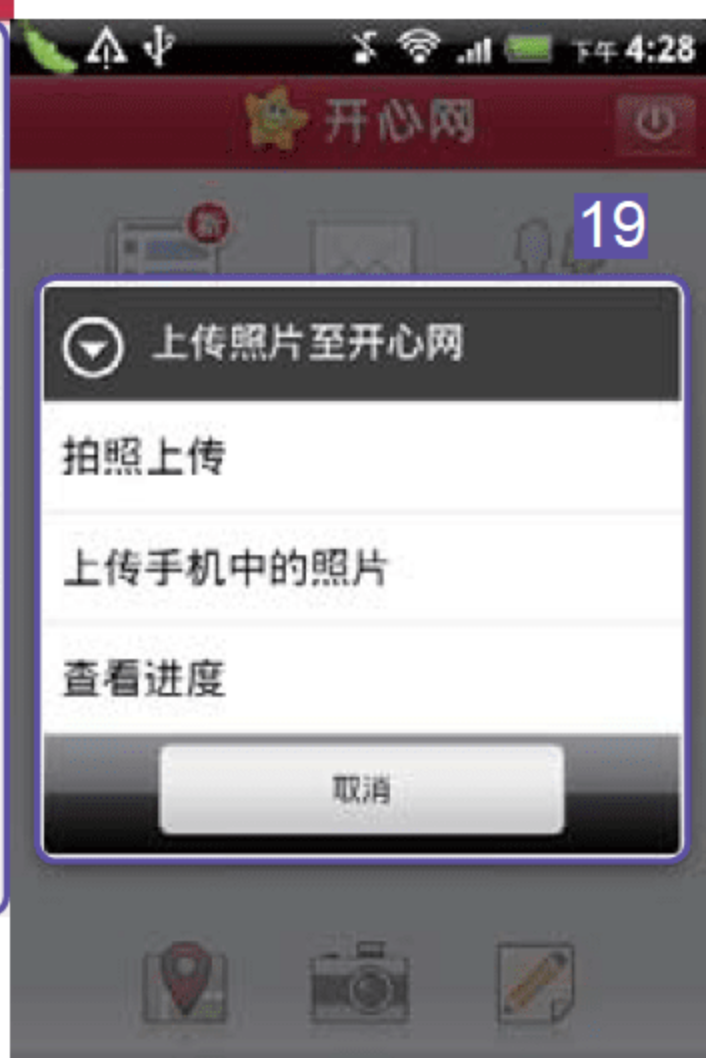 下午 4:28
开心网
新
19
上传照片至开心网
拍照上传
上传手机中的照片
查看进度
取消